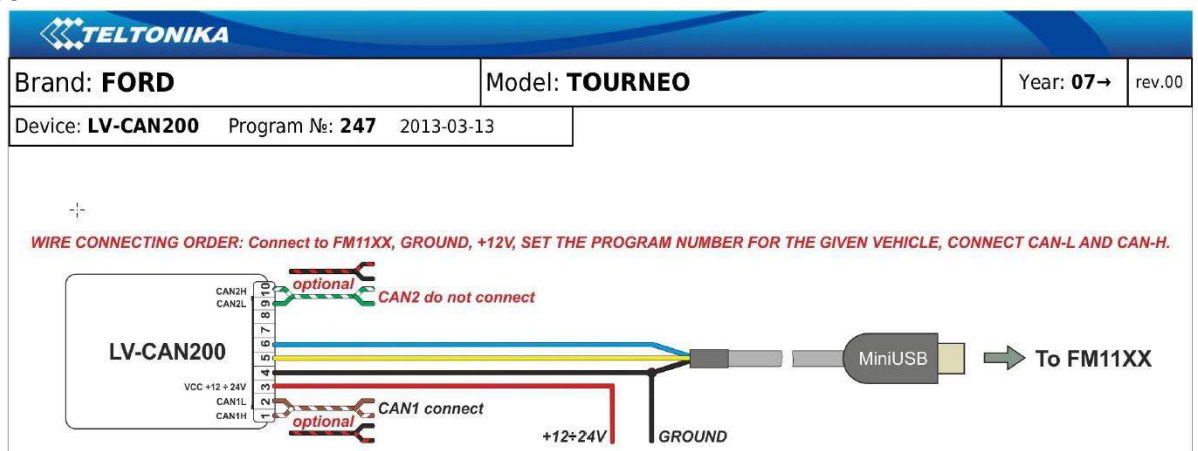 TELTONIKA
Brand: FORD Model: TOURNEO Year: 07→ rev.00
Device: LV-CAN200 Program №: 247 2013-03-13
WIRE CONNECTING ORDER: Connect to FM11XX, GROUND, +12V, SET THE PROGRAM NUMBER FOR THE GIVEN VEHICLE, CONNECT CAN-L AND CAN-H.
optional
CAN2H 10
CAN2L 9
CAN2 do not connect
8
7
6
LV-CAN200
5
MiniUSB
To FM11XX
4
VCC +12 ÷ 24V 3
CAN1L 2
CAN1 connect
CAN1H 1
optional
+12÷24V
GROUND